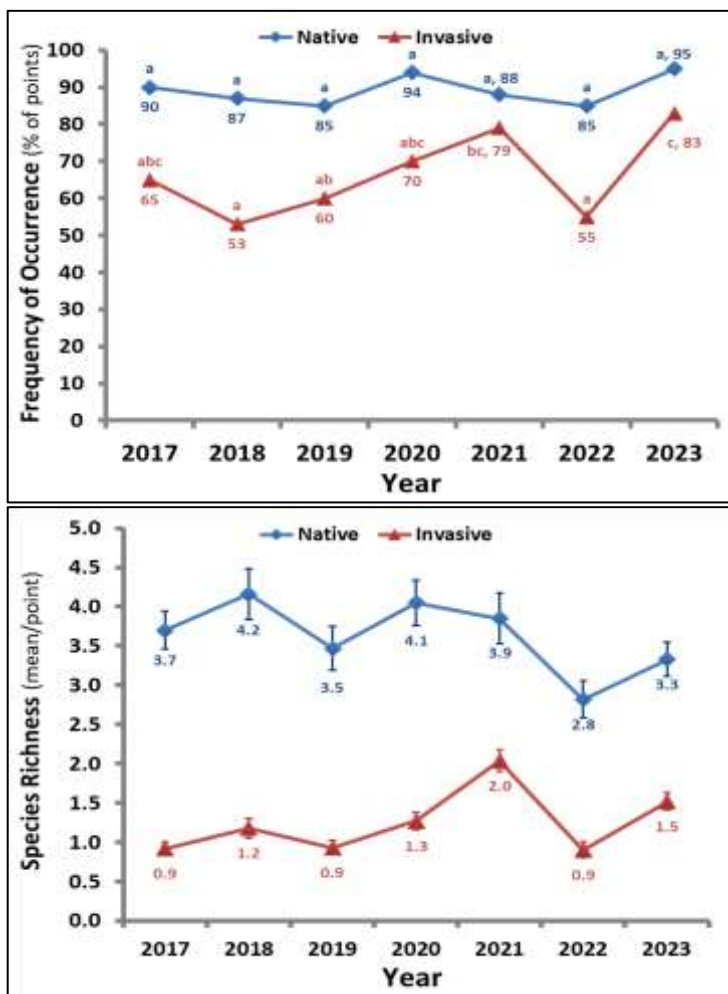 Native Invasive
Frequency of Occurrence (% of points)
100
90
80
70
60
50
40
30
20
10
0
a a a a a, 88 a a, 95
90 87 85 94 85
abc a ab abc bc, 79 a c, 83
65 53 60 70 55
2017 2018 2019 2020 2021 2022 2023
Year
Native Invasive
Species Richness (mean/point)
5.0
4.5
4.0
3.5
3.0
2.5
2.0
1.5
1.0
0.5
0.0
3.7 4.2 3.5 4.1 3.9 2.8 3.3
0.9 1.2 0.9 1.3 2.0 0.9 1.5
2017 2018 2019 2020 2021 2022 2023
Year